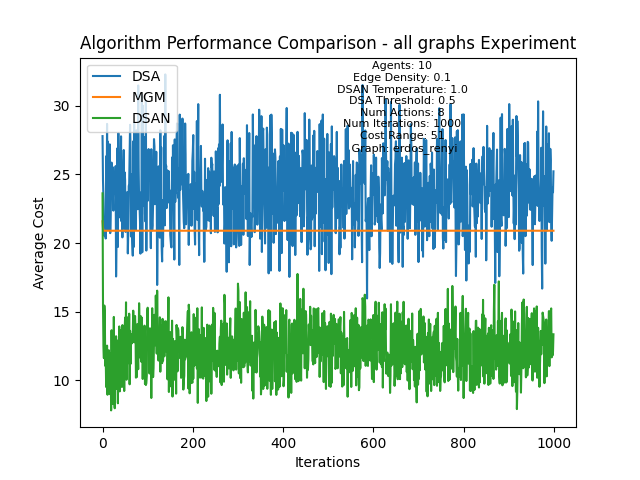 Algorithm Performance Comparison - all graphs Experiment
DSA
MGM
DSAN
Agents: 10
Edge Density: 0.1
DSAN Temperature: 1.0
DSA Threshold: 0.5
Num Actions: 8
Num Iterations: 1000
Cost Range: 51
Graph: erdos_renyi
Average Cost
30
25
20
15
10
0
200
400
600
800
1000
Iterations